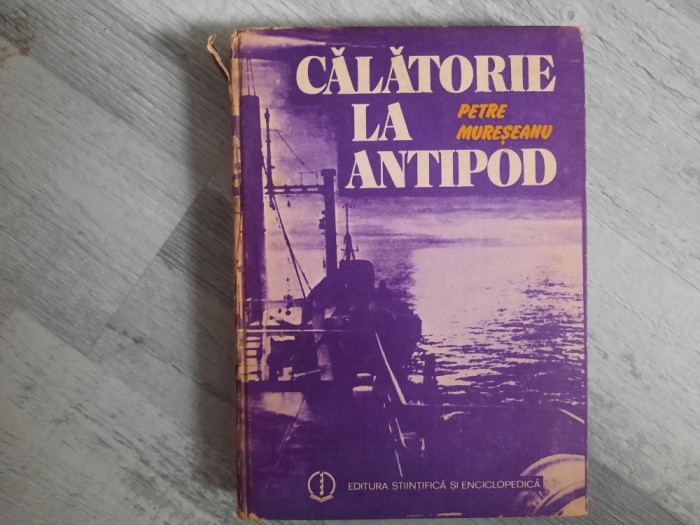 CĂLĂTORIE
LA
ANTIPOD
PETRE
MUREȘEANU
EDITURA ȘTIINȚIFICĂ ȘI ENCICLOPEDICĂ